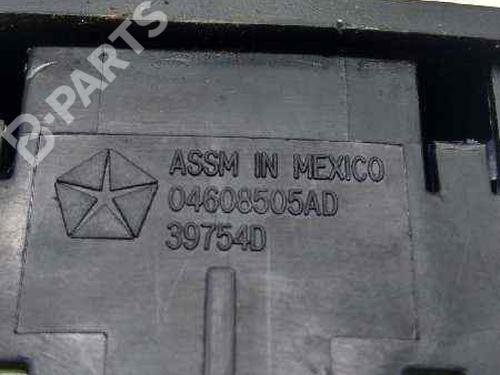 B-PARTS
ASSM IN MEXICO
04608505AD
39754D